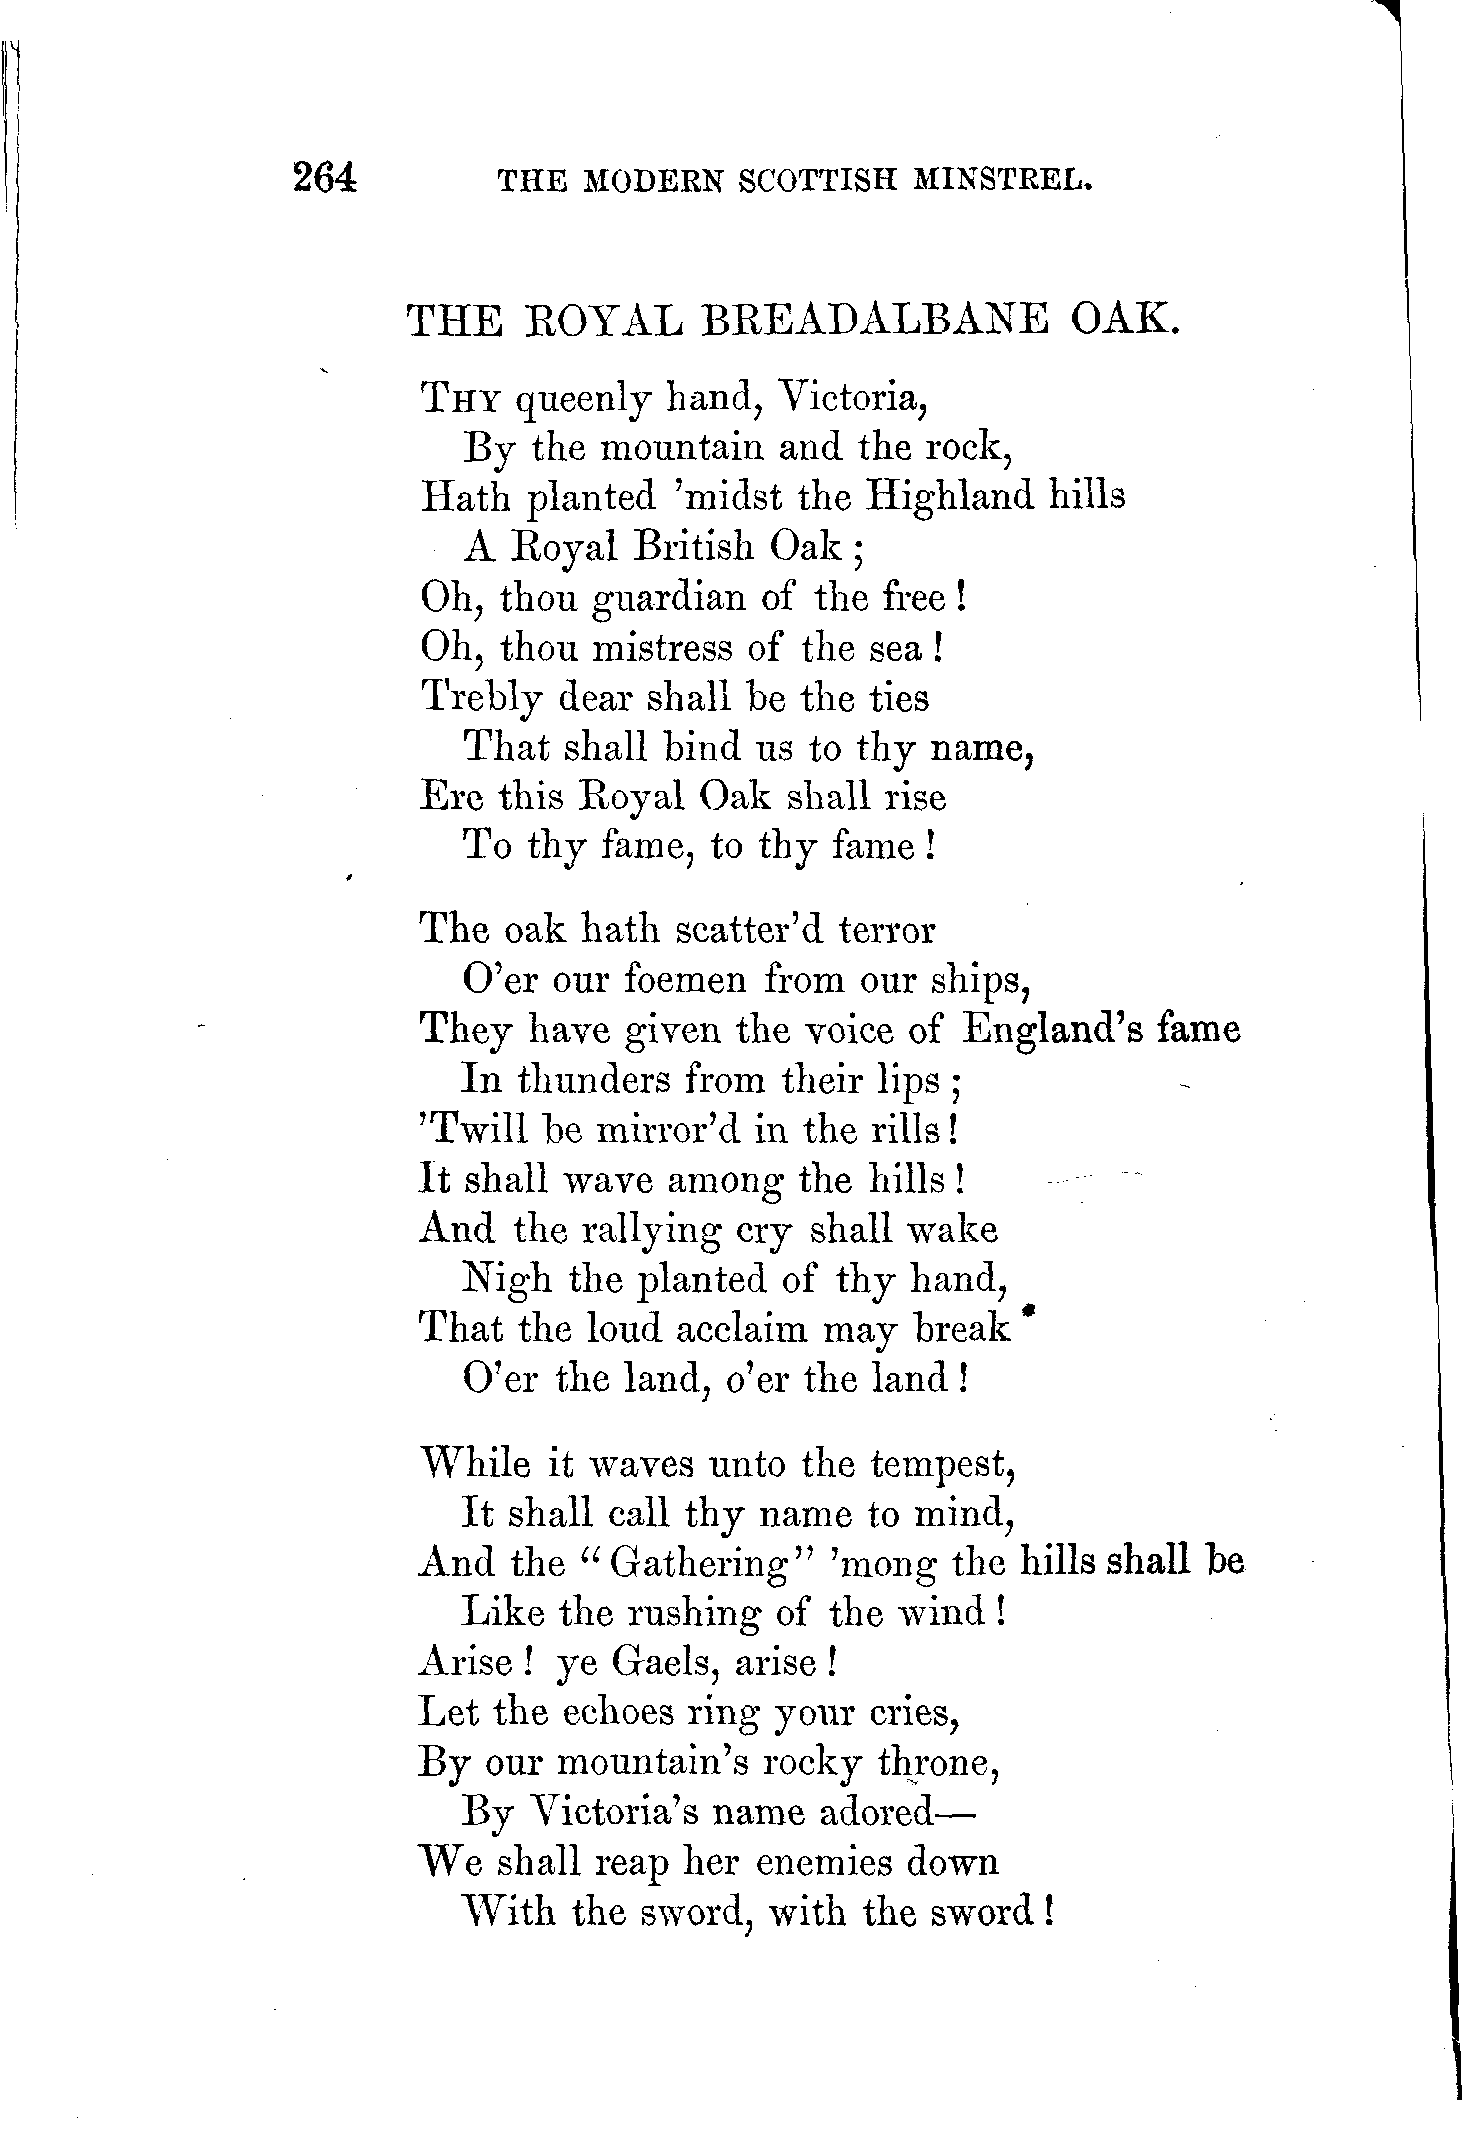 264 THE MODERN SCOTTISH MINSTREL.
THE ROYAL BREADALBANE OAK.
THY queenly hand, Victoria,
By the mountain and the rock,
Hath planted ’midst the Highland hills
A Royal British Oak ;
Oh, thou guardian of the free !
Oh, thou mistress of the sea !
Trebly dear shall be the ties
That shall bind us to thy name,
Ere this Royal Oak shall rise
To thy fame, to thy fame !
The oak hath scatter’d terror
O’er our foemen from our ships,
They have given the voice of England’s fame
In thunders from their lips ;
’Twill be mirror’d in the rills !
It shall wave among the hills !
And the rallying cry shall wake
Nigh the planted of thy hand,
That the loud acclaim may break
O’er the land, o’er the land !
While it waves unto the tempest,
It shall call thy name to mind,
And the “ Gathering” ’mong the hills shall be
Like the rushing of the wind !
Arise ! ye Gaels, arise !
Let the echoes ring your cries,
By our mountain’s rocky throne,
By Victoria’s name adored—
We shall reap her enemies down
With the sword, with the sword !